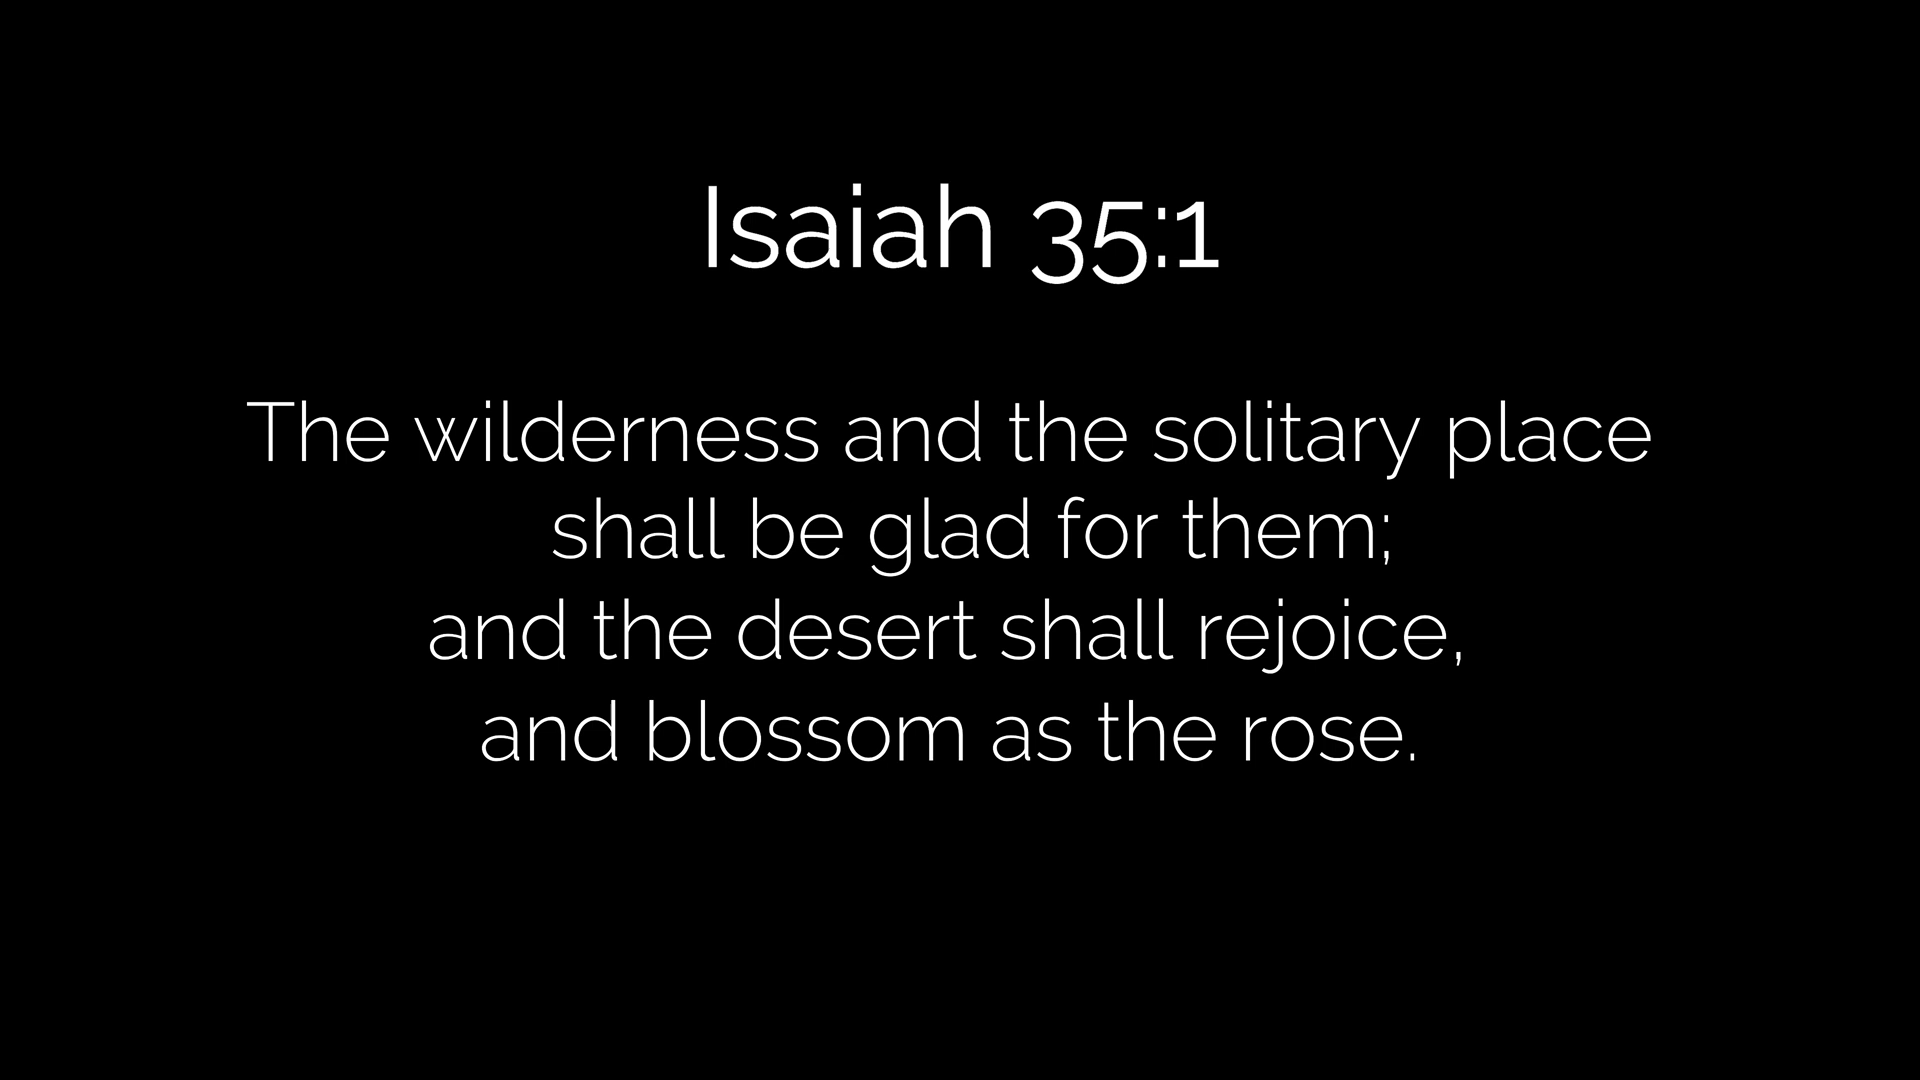 Isaiah 35:1
The wilderness and the solitary place
shall be glad for them;
and the desert shall rejoice,
and blossom as the rose.